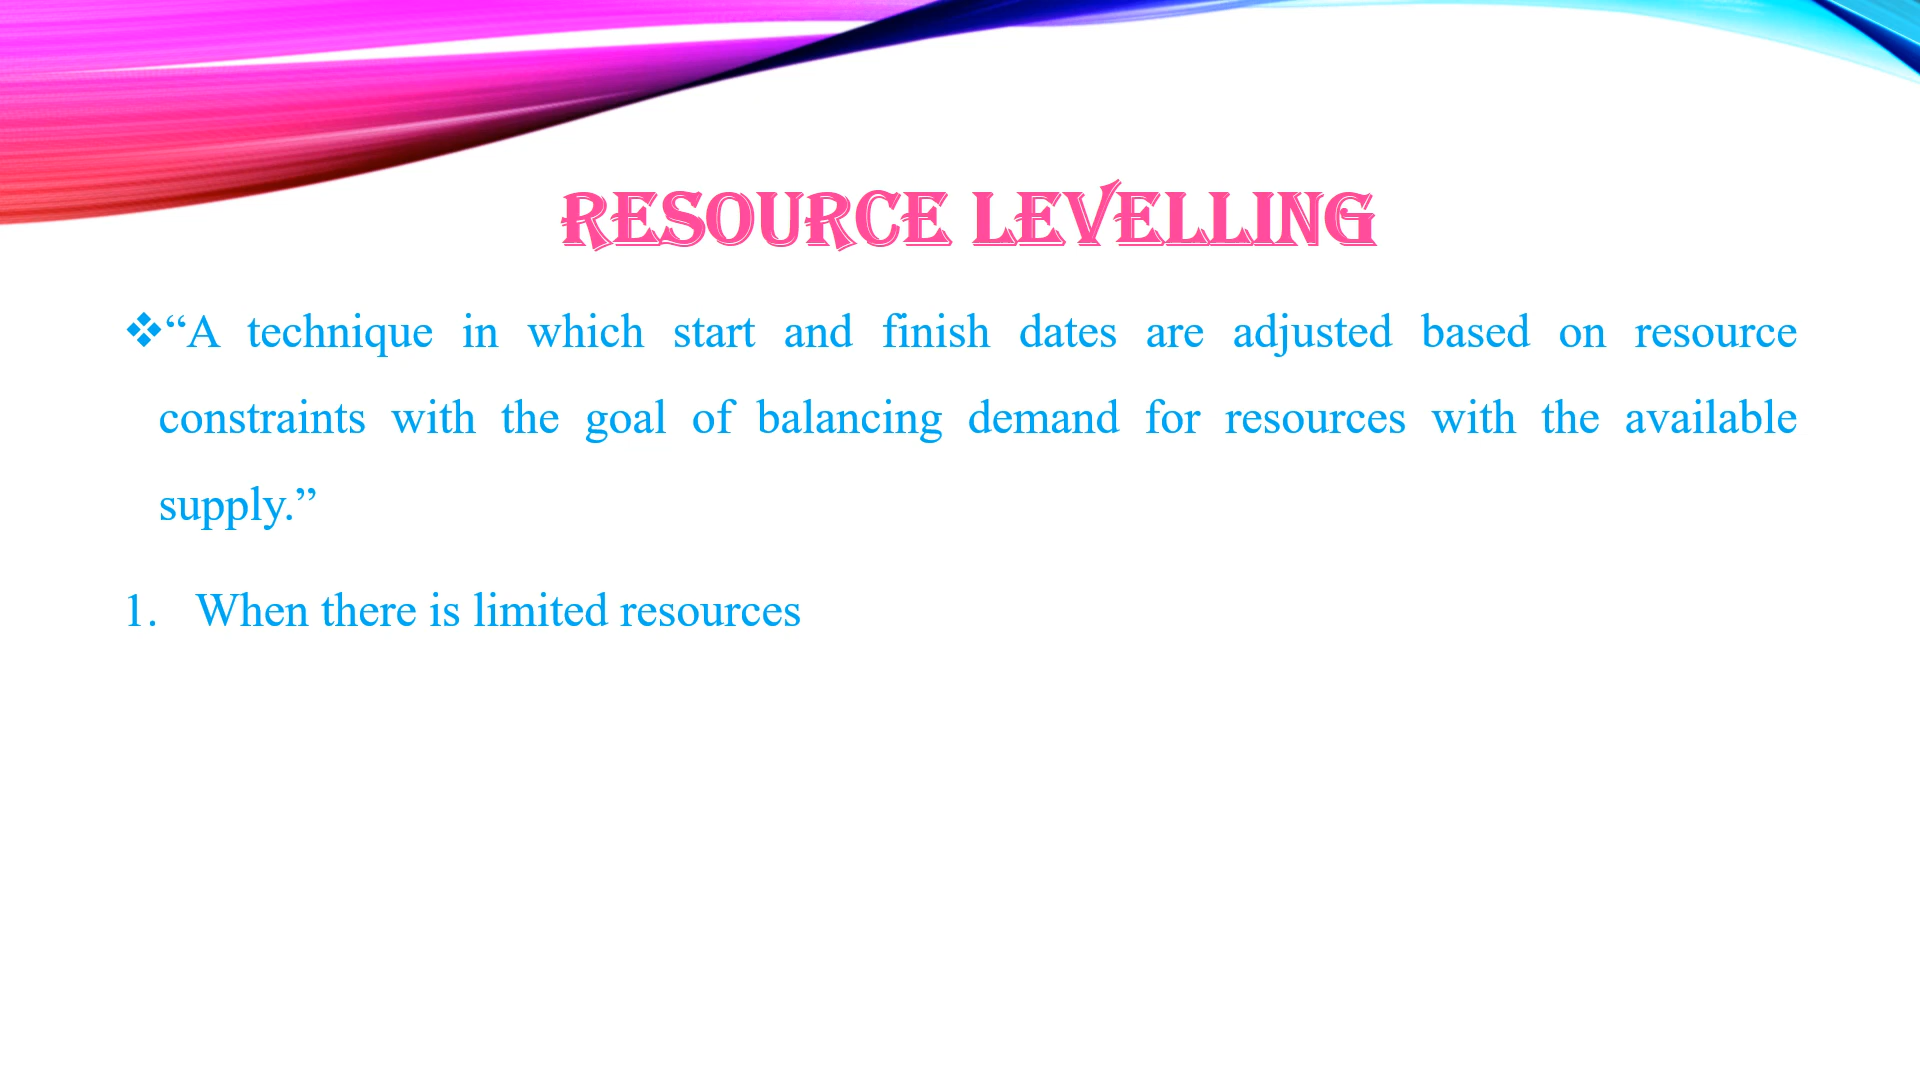 RESOURCE LEVELLING
❖“A technique in which start and finish dates are adjusted based on resource
constraints with the goal of balancing demand for resources with the available
supply.”
1. When there is limited resources